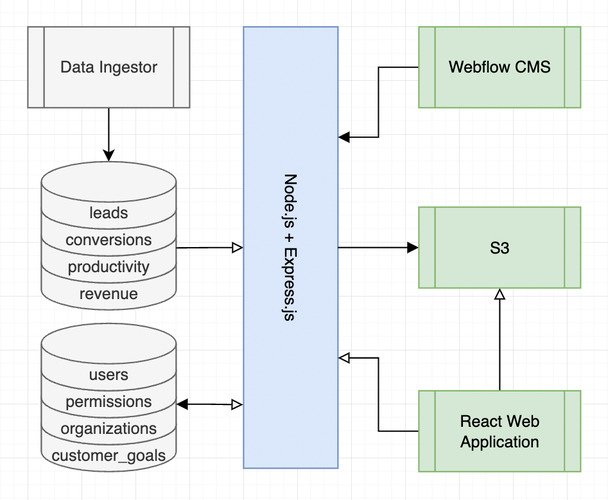 Data Ingestor
leads
conversions
productivity
revenue
users
permissions
organizations
customer_goals
Node.js + Express.js
Webflow CMS
S3
React Web
Application